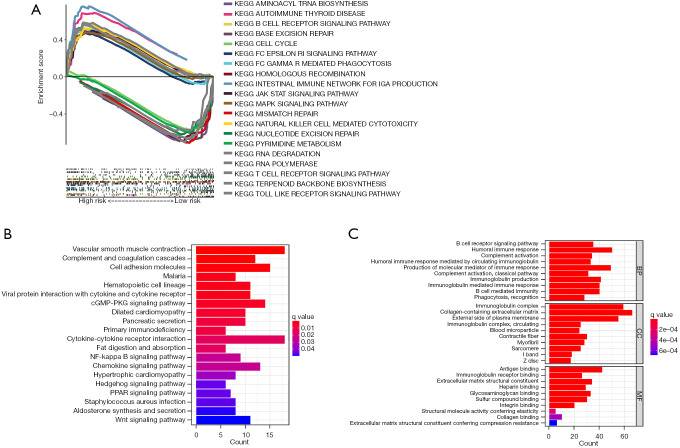 A
Enrichment score
0.4
0.0
−0.4
High risk
Low risk
KEGG AMINOACYL TRNA BIOSYNTHESIS
KEGG AUTOIMMUNE THYROID DISEASE
KEGG B CELL RECEPTOR SIGNALING PATHWAY
KEGG BASE EXCISION REPAIR
KEGG CELL CYCLE
KEGG FC EPSILON RI SIGNALING PATHWAY
KEGG FC GAMMA R MEDIATED PHAGOCYTOSIS
KEGG HOMOLOGOUS RECOMBINATION
KEGG INTESTINAL IMMUNE NETWORK FOR IGA PRODUCTION
KEGG JAK STAT SIGNALING PATHWAY
KEGG MAPK SIGNALING PATHWAY
KEGG MISMATCH REPAIR
KEGG NATURAL KILLER CELL MEDIATED CYTOTOXICITY
KEGG NUCLEOTIDE EXCISION REPAIR
KEGG PYRIMIDINE METABOLISM
KEGG RNA DEGRADATION
KEGG RNA POLYMERASE
KEGG T CELL RECEPTOR SIGNALING PATHWAY
KEGG TERPENOID BACKBONE BIOSYNTHESIS
KEGG TOLL LIKE RECEPTOR SIGNALING PATHWAY
B
Vascular smooth muscle contraction
Complement and coagulation cascades
Cell adhesion molecules
Malaria
Hematopoietic cell lineage
Viral protein interaction with cytokine and cytokine receptor
cGMP-PKG signaling pathway
Dilated cardiomyopathy
Pancreatic secretion
Primary immunodeficiency
Cytokine-cytokine receptor interaction
Fat digestion and absorption
NF-kappa B signaling pathway
Chemokine signaling pathway
Hypertrophic cardiomyopathy
Hedgehog signaling pathway
PPAR signaling pathway
Staphylococcus aureus infection
Aldosterone synthesis and secretion
Wnt signaling pathway
0 5 10 15
Count
q value
0.01
0.02
0.03
0.04
C
B cell receptor signaling pathway
Humoral immune response
Complement activation
Humoral immune response mediated by circulating immunoglobulin
Production of molecular mediator of immune response
Complement activation, classical pathway
Immunoglobulin production
Immunoglobulin mediated immune response
B cell mediated immunity
Phagocytosis, recognition
BP
Immunoglobulin complex
Collagen-containing extracellular matrix
External side of plasma membrane
Immunoglobulin complex, circulating
Blood microparticle
Contractile fiber
Myofibril
Sarcomere
I band
Z disc
CC
Antigen binding
Immunoglobulin receptor binding
Extracellular matrix structural constituent
Heparin binding
Glycosaminoglycan binding
Sulfur compound binding
Integrin binding
Structural molecule activity conferring elasticity
Collagen binding
Extracellular matrix structural constituent conferring compression resistance
MF
0 20 40 60
Count
q value
2e−04
4e−04
6e−04